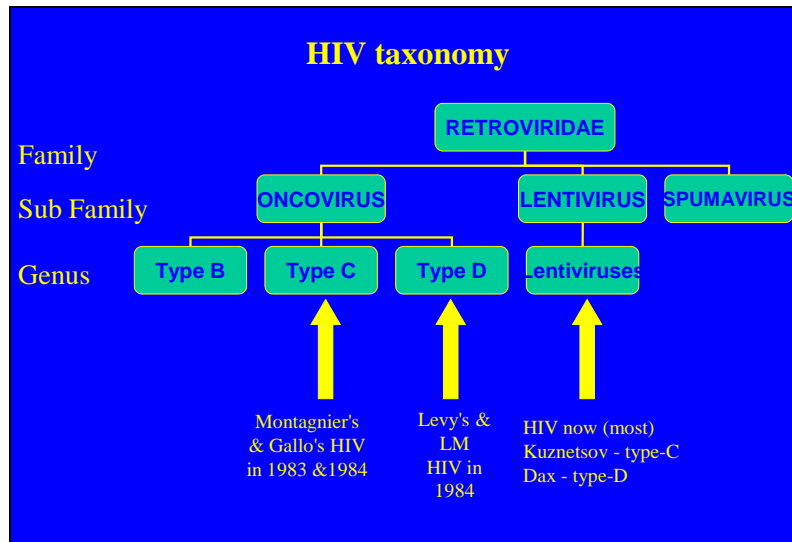 HIV taxonomy
RETROVIRIDAE
Family
ONCOVIRUS LENTIVIRUS SPUMAVIRUS
Sub Family
Type B Type C Type D Lentiviruses
Genus
Montagnier's
& Gallo's HIV
in 1983 &1984
Levy's &
LM
HIV in
1984
HIV now (most)
Kuznetsov - type-C
Dax - type-D